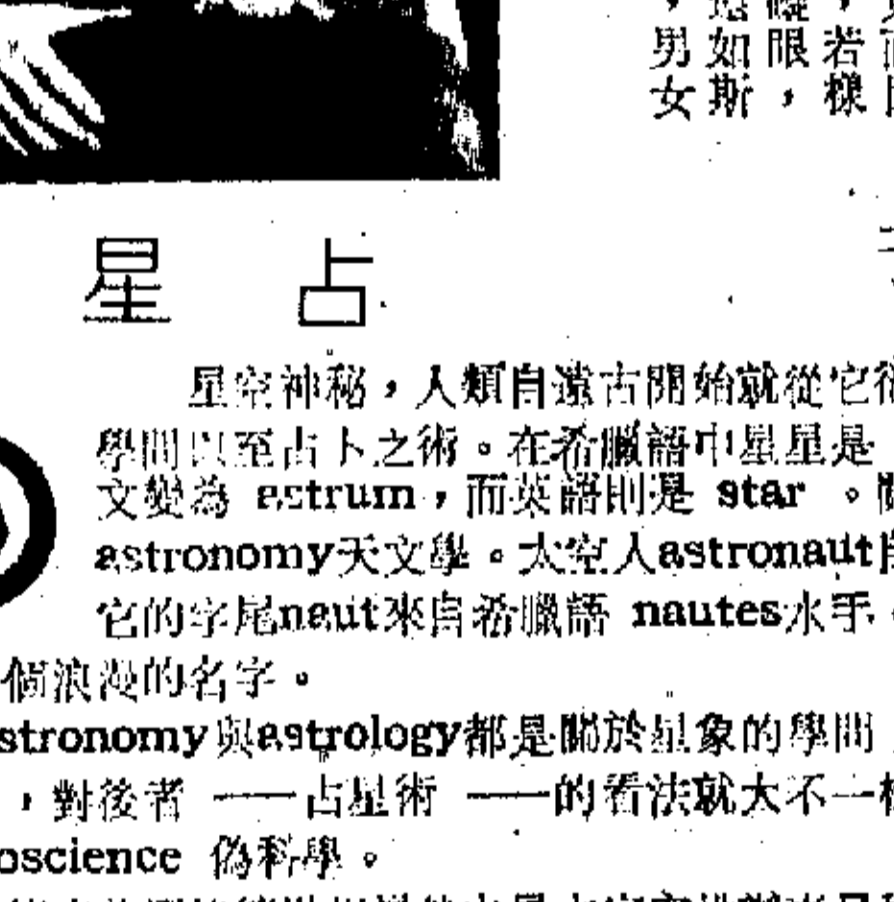 男如眼若
女斯，樣
星 占
星空神秘，人類自遠古開始就從它
學問以至占卜之術。在希臘語中星星是
文變為 astrum，而英語則是 star 。
astronomy天文學。太空人astronaut
它的字尾naut來自希臘語 nautes水手
個浪漫的名字。
stronomy與astrology都是關於星象的學問
，對後者 ——占星術 ——的看法就大不一樣
oscience 偽科學。